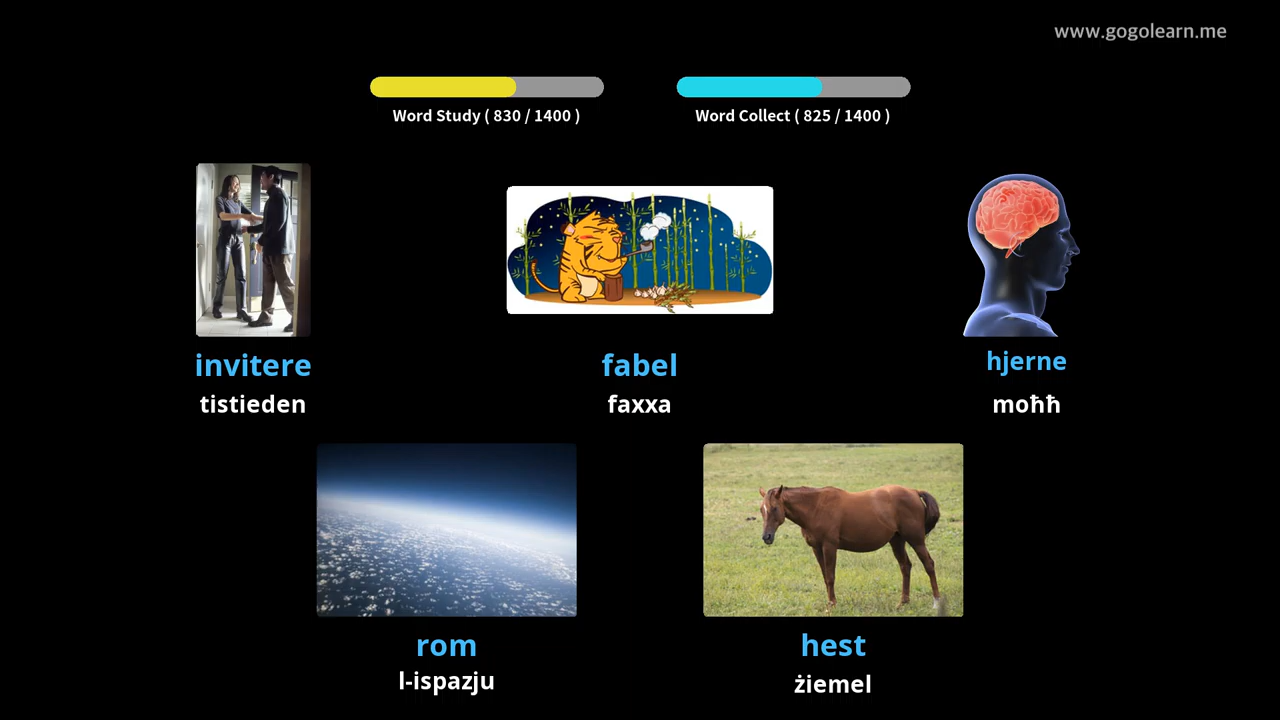 www.gogolearn.me
Word Study ( 830 / 1400 )
Word Collect ( 825 / 1400 )
invitere
tistieden
fabel
faxxa
hjerne
moħħ
rom
l-ispazju
hest
żiemel